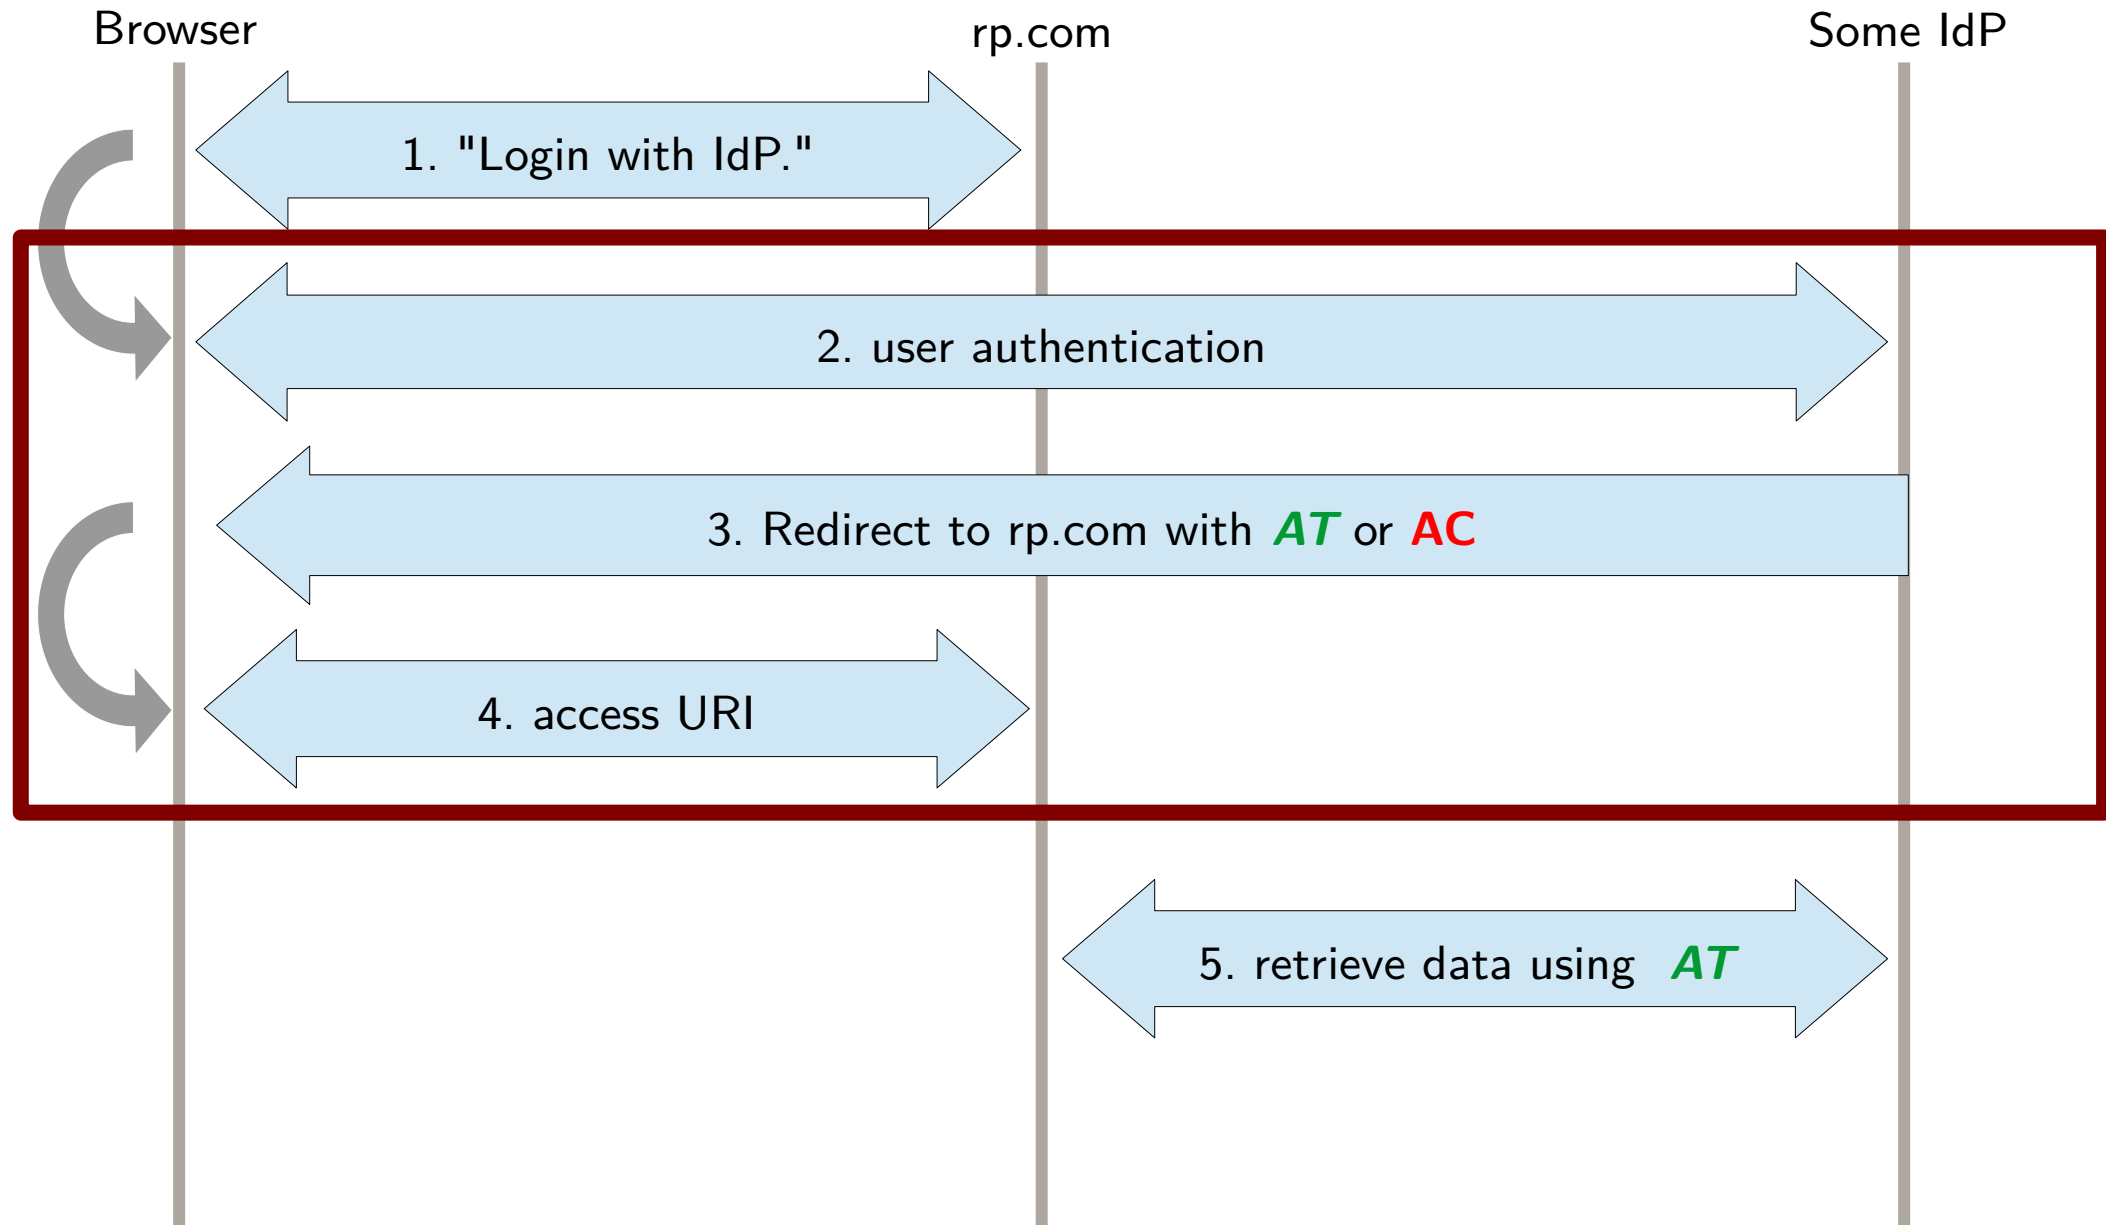 Browser
rp.com
Some IdP
1. "Login with IdP."
2. user authentication
3. Redirect to rp.com with AT or AC
4. access URI
5. retrieve data using AT